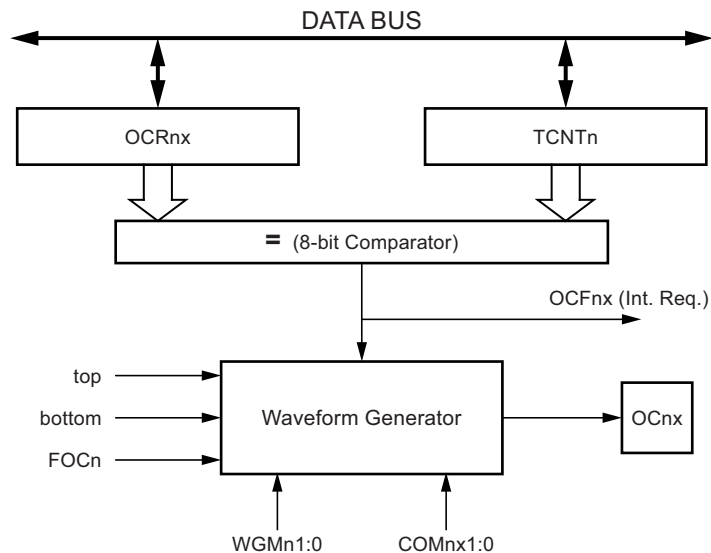 DATA BUS
OCRnx
TCNTn
= (8-bit Comparator)
OCFnx (Int. Req.)
top
bottom
FOCn
Waveform Generator
OCnx
WGMn1:0
COMnx1:0